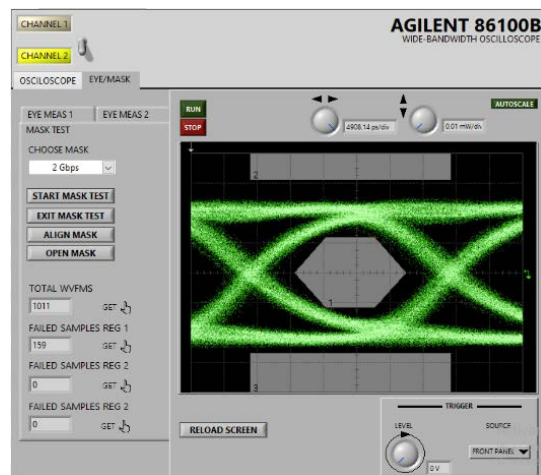 CHANNEL 1
AGILENT 86100B
WIDE-BANDWIDTH OSCILLOSCOPE
CHANNEL 2
OSCILOSCOPE EYE/MASK
EYE MEAS 1 EYE MEAS 2
RUN
STOP
4908.14 ps/div
0.01 mW/div
AUTOSCALE
MASK TEST
CHOOSE MASK
2 Gbps
START MASK TEST
EXIT MASK TEST
ALIGN MASK
OPEN MASK
TOTAL WVFMS
1011 GET
FAILED SAMPLES REG 1
159 GET
FAILED SAMPLES REG 2
0 GET
FAILED SAMPLES REG 2
0 GET
2
1
3
RELOAD SCREEN
TRIGGER
LEVEL SOURCE
0 V
FRONT PANEL